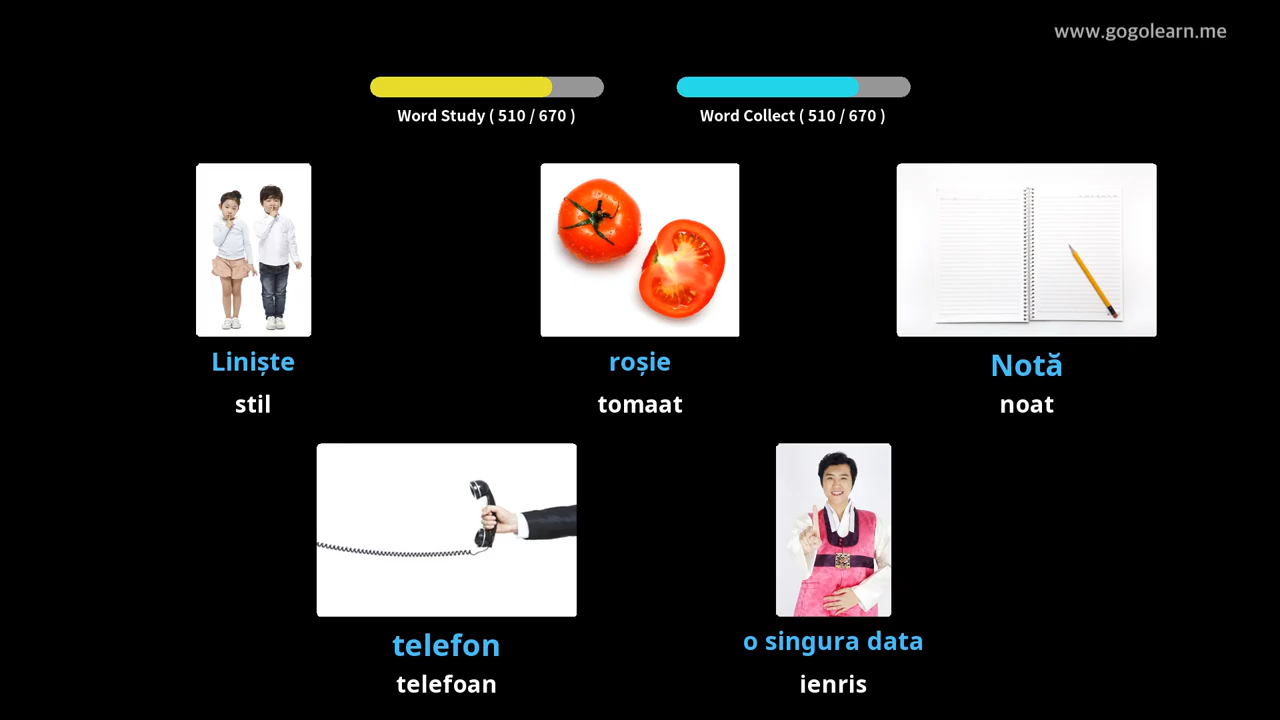 www.gogolearn.me
Word Study ( 510 / 670 )
Word Collect ( 510 / 670 )
Liniște
roșie
Notă
stil
tomaat
noat
telefon
o singura data
telefoan
ienris